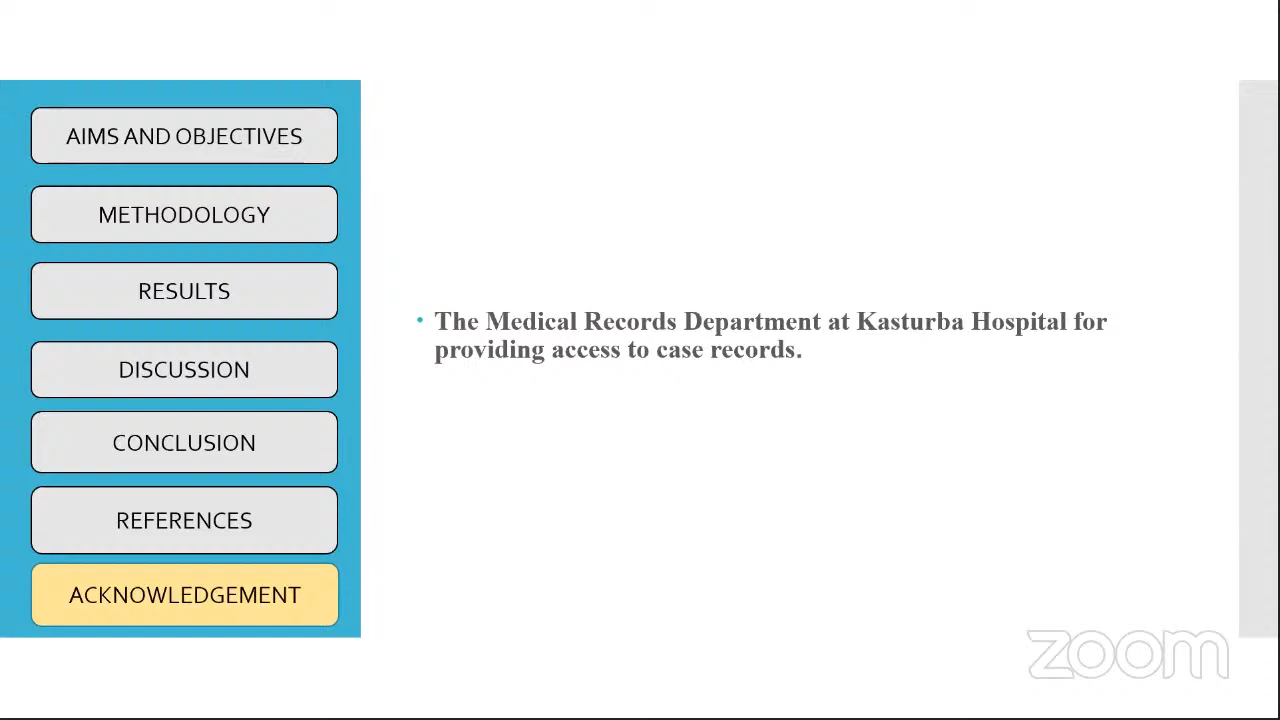 AIMS AND OBJECTIVES
METHODOLOGY
RESULTS
DISCUSSION
CONCLUSION
REFERENCES
ACKNOWLEDGEMENT
• The Medical Records Department at Kasturba Hospital for
providing access to case records.
zoom